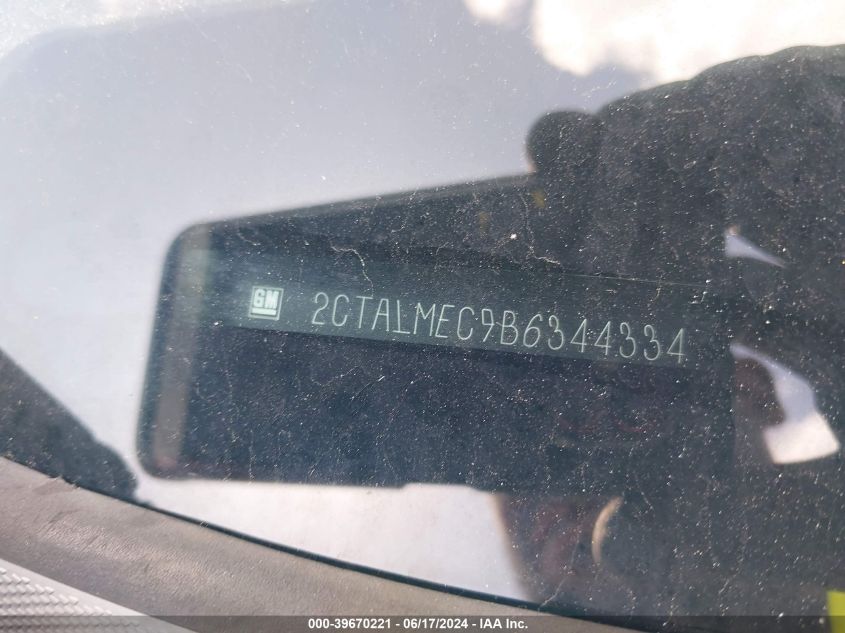 GM 2CTALMEC9B6344334
000-39670221 - 06/17/2024 - IAA Inc.